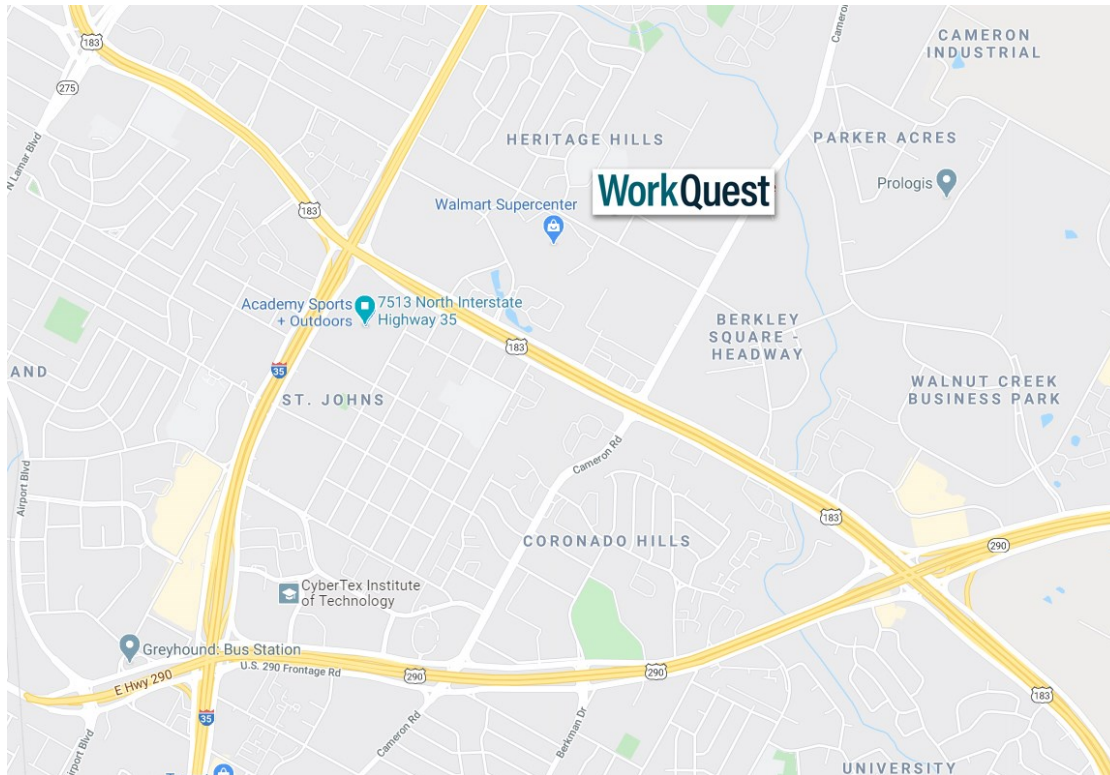 183
CAMERON
INDUSTRIAL
Cameron
275
N Lamar Blvd
HERITAGE HILLS
PARKER ACRES
WorkQuest
Prologis
Walmart Supercenter
183
Academy Sports
+ Outdoors
7513 North Interstate
Highway 35
BERKLEY
SQUARE -
HEADWAY
183
35
AND
ST. JOHNS
WALNUT CREEK
BUSINESS PARK
Cameron Rd
Airport Blvd
183
CORONADO HILLS
290
CyberTex Institute
of Technology
Greyhound: Bus Station
U.S. 290 Frontage Rd
E Hwy 290
290
290
183
35
Cameron Rd
Berkman Dr
irport Blvd
UNIVERSITY